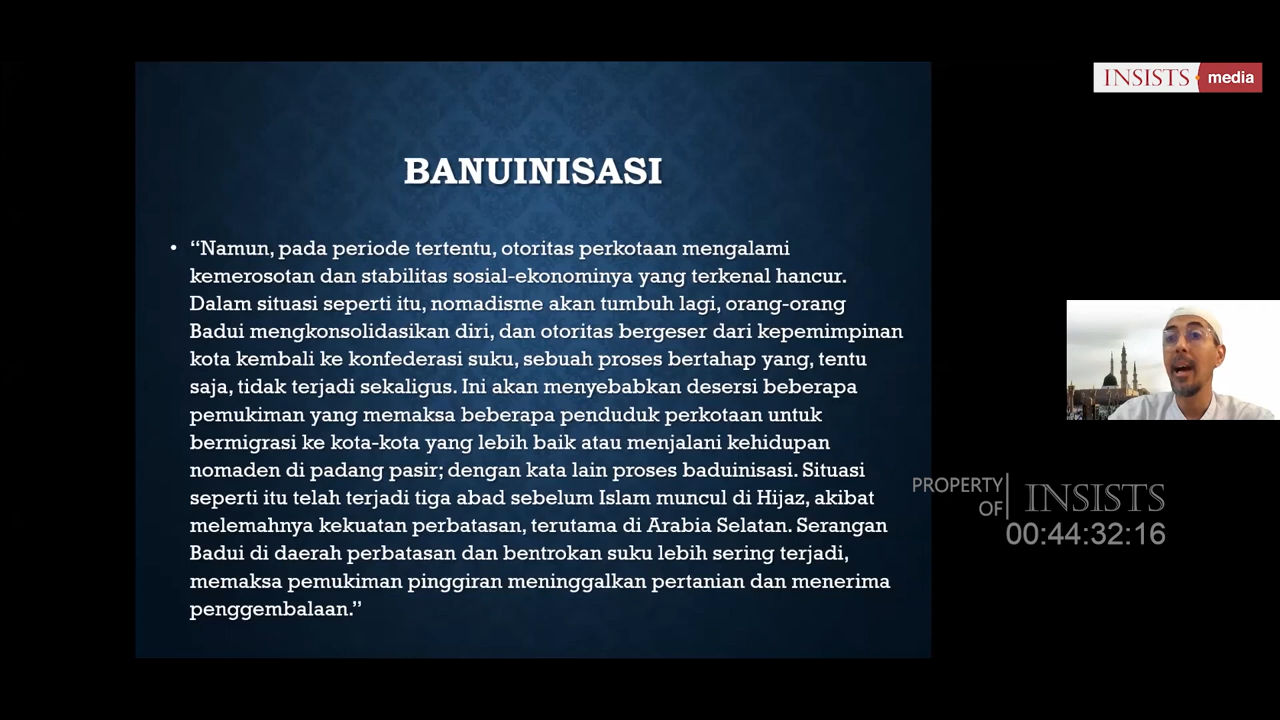 INSISTS media
BANUINISASI
• “Namun, pada periode tertentu, otoritas perkotaan mengalami
kemerosotan dan stabilitas sosial-ekonominya yang terkenal hancur.
Dalam situasi seperti itu, nomadisme akan tumbuh lagi, orang-orang
Badui mengkonsolidasikan diri, dan otoritas bergeser dari kepemimpinan
kota kembali ke konfederasi suku, sebuah proses bertahap yang, tentu
saja, tidak terjadi sekaligus. Ini akan menyebabkan desersi beberapa
pemukiman yang memaksa beberapa penduduk perkotaan untuk
bermigrasi ke kota-kota yang lebih baik atau menjalani kehidupan
nomaden di padang pasir; dengan kata lain proses baduinisasi. Situasi
seperti itu telah terjadi tiga abad sebelum Islam muncul di Hijaz, akibat
melemahnya kekuatan perbatasan, terutama di Arabia Selatan. Serangan
Badui di daerah perbatasan dan bentrokan suku lebih sering terjadi,
memaksa pemukiman pinggiran meninggalkan pertanian dan menerima
penggembalaan.”
PROPERTY OF INSISTS
00:44:32:16